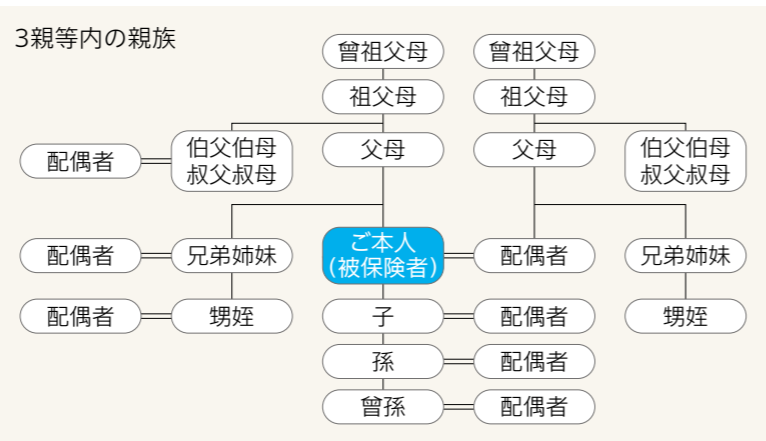 3親等内の親族
曾祖父母
曾祖父母
祖父母
祖父母
配偶者
伯父伯母
叔父叔母
父母
父母
伯父伯母
叔父叔母
配偶者
兄弟姉妹
ご本人
(被保険者)
配偶者
兄弟姉妹
配偶者
甥姪
子
配偶者
甥姪
孫
配偶者
曾孫
配偶者